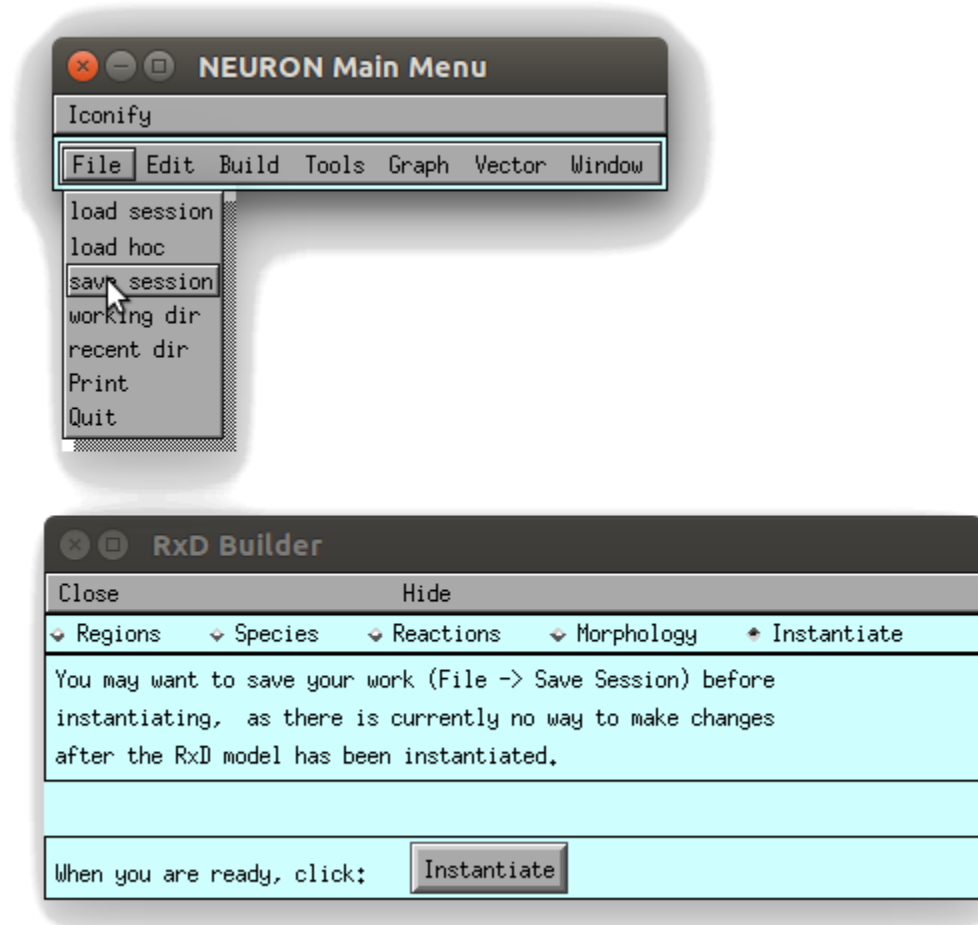 NEURON Main Menu
Iconify
File Edit Build Tools Graph Vector Window
load session
load hoc
save session
working dir
recent dir
Print
Quit
RxD Builder
Close Hide
Regions Species Reactions Morphology Instantiate
You may want to save your work (File -> Save Session) before
instantiating, as there is currently no way to make changes
after the RxD model has been instantiated.
When you are ready, click: Instantiate